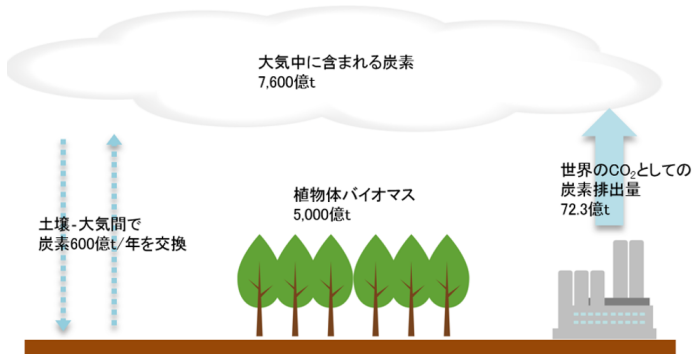 大気中に含まれる炭素
7,600億t
世界のCO₂としての
炭素排出量
72.3億t
植物体バイオマス
5,000億t
土壌-大気間で
炭素600億t/年を交換